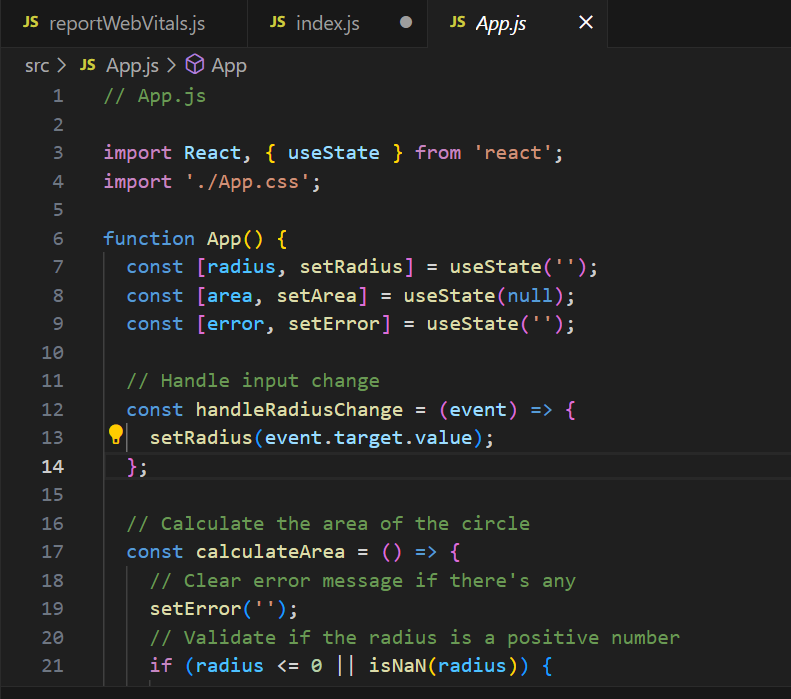 JS reportWebVitals.js JS index.js JS App.js
src > JS App.js > App
1 // App.js
2
3 import React, { useState } from 'react';
4 import './App.css';
5
6 function App() {
7 const [radius, setRadius] = useState('');
8 const [area, setArea] = useState(null);
9 const [error, setError] = useState('');
10
11 // Handle input change
12 const handleRadiusChange = (event) => {
13 setRadius(event.target.value);
14 };
15
16 // Calculate the area of the circle
17 const calculateArea = () => {
18 // Clear error message if there's any
19 setError('');
20 // Validate if the radius is a positive number
21 if (radius <= 0 || isNaN(radius)) {